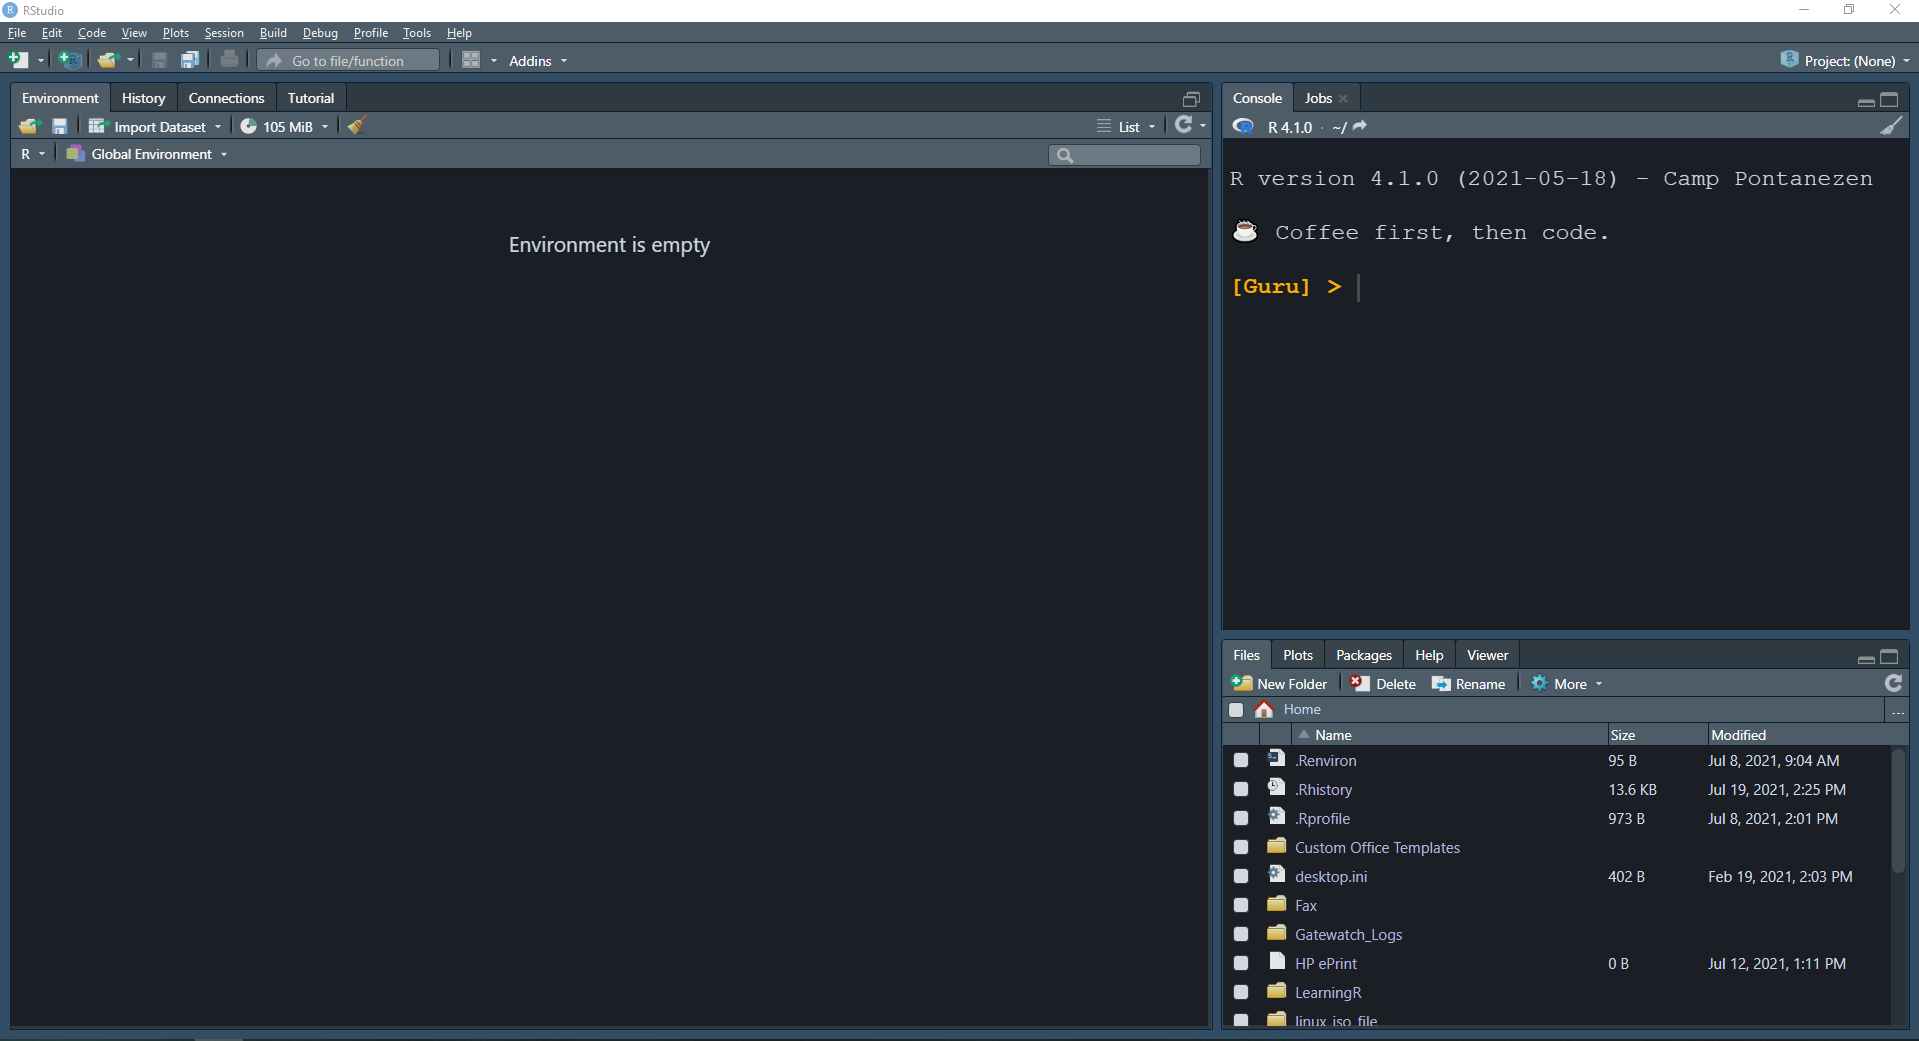 RStudio
File Edit Code View Plots Session Build Debug Profile Tools Help
Go to file/function Addins Project: (None)
Environment History Connections Tutorial
Import Dataset 105 MiB List
R Global Environment
Environment is empty
Console Jobs
R 4.1.0 · ~/
R version 4.1.0 (2021-05-18) - Camp Pontanezen
☕ Coffee first, then code.
[Guru] >
Files Plots Packages Help Viewer
New Folder Delete Rename More
Home ...
Name Size Modified
.Renviron 95 B Jul 8, 2021, 9:04 AM
.Rhistory 13.6 KB Jul 19, 2021, 2:25 PM
.Rprofile 973 B Jul 8, 2021, 2:01 PM
Custom Office Templates
desktop.ini 402 B Feb 19, 2021, 2:03 PM
Fax
Gatewatch_Logs
HP ePrint 0 B Jul 12, 2021, 1:11 PM
LearningR
linux_iso_file